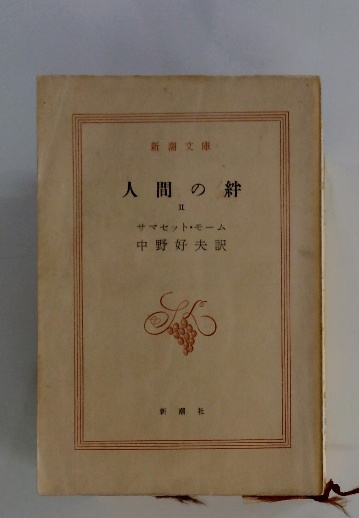 新潮文庫
人間の絆
II
サマセット・モーム
中野好夫訳
新潮社